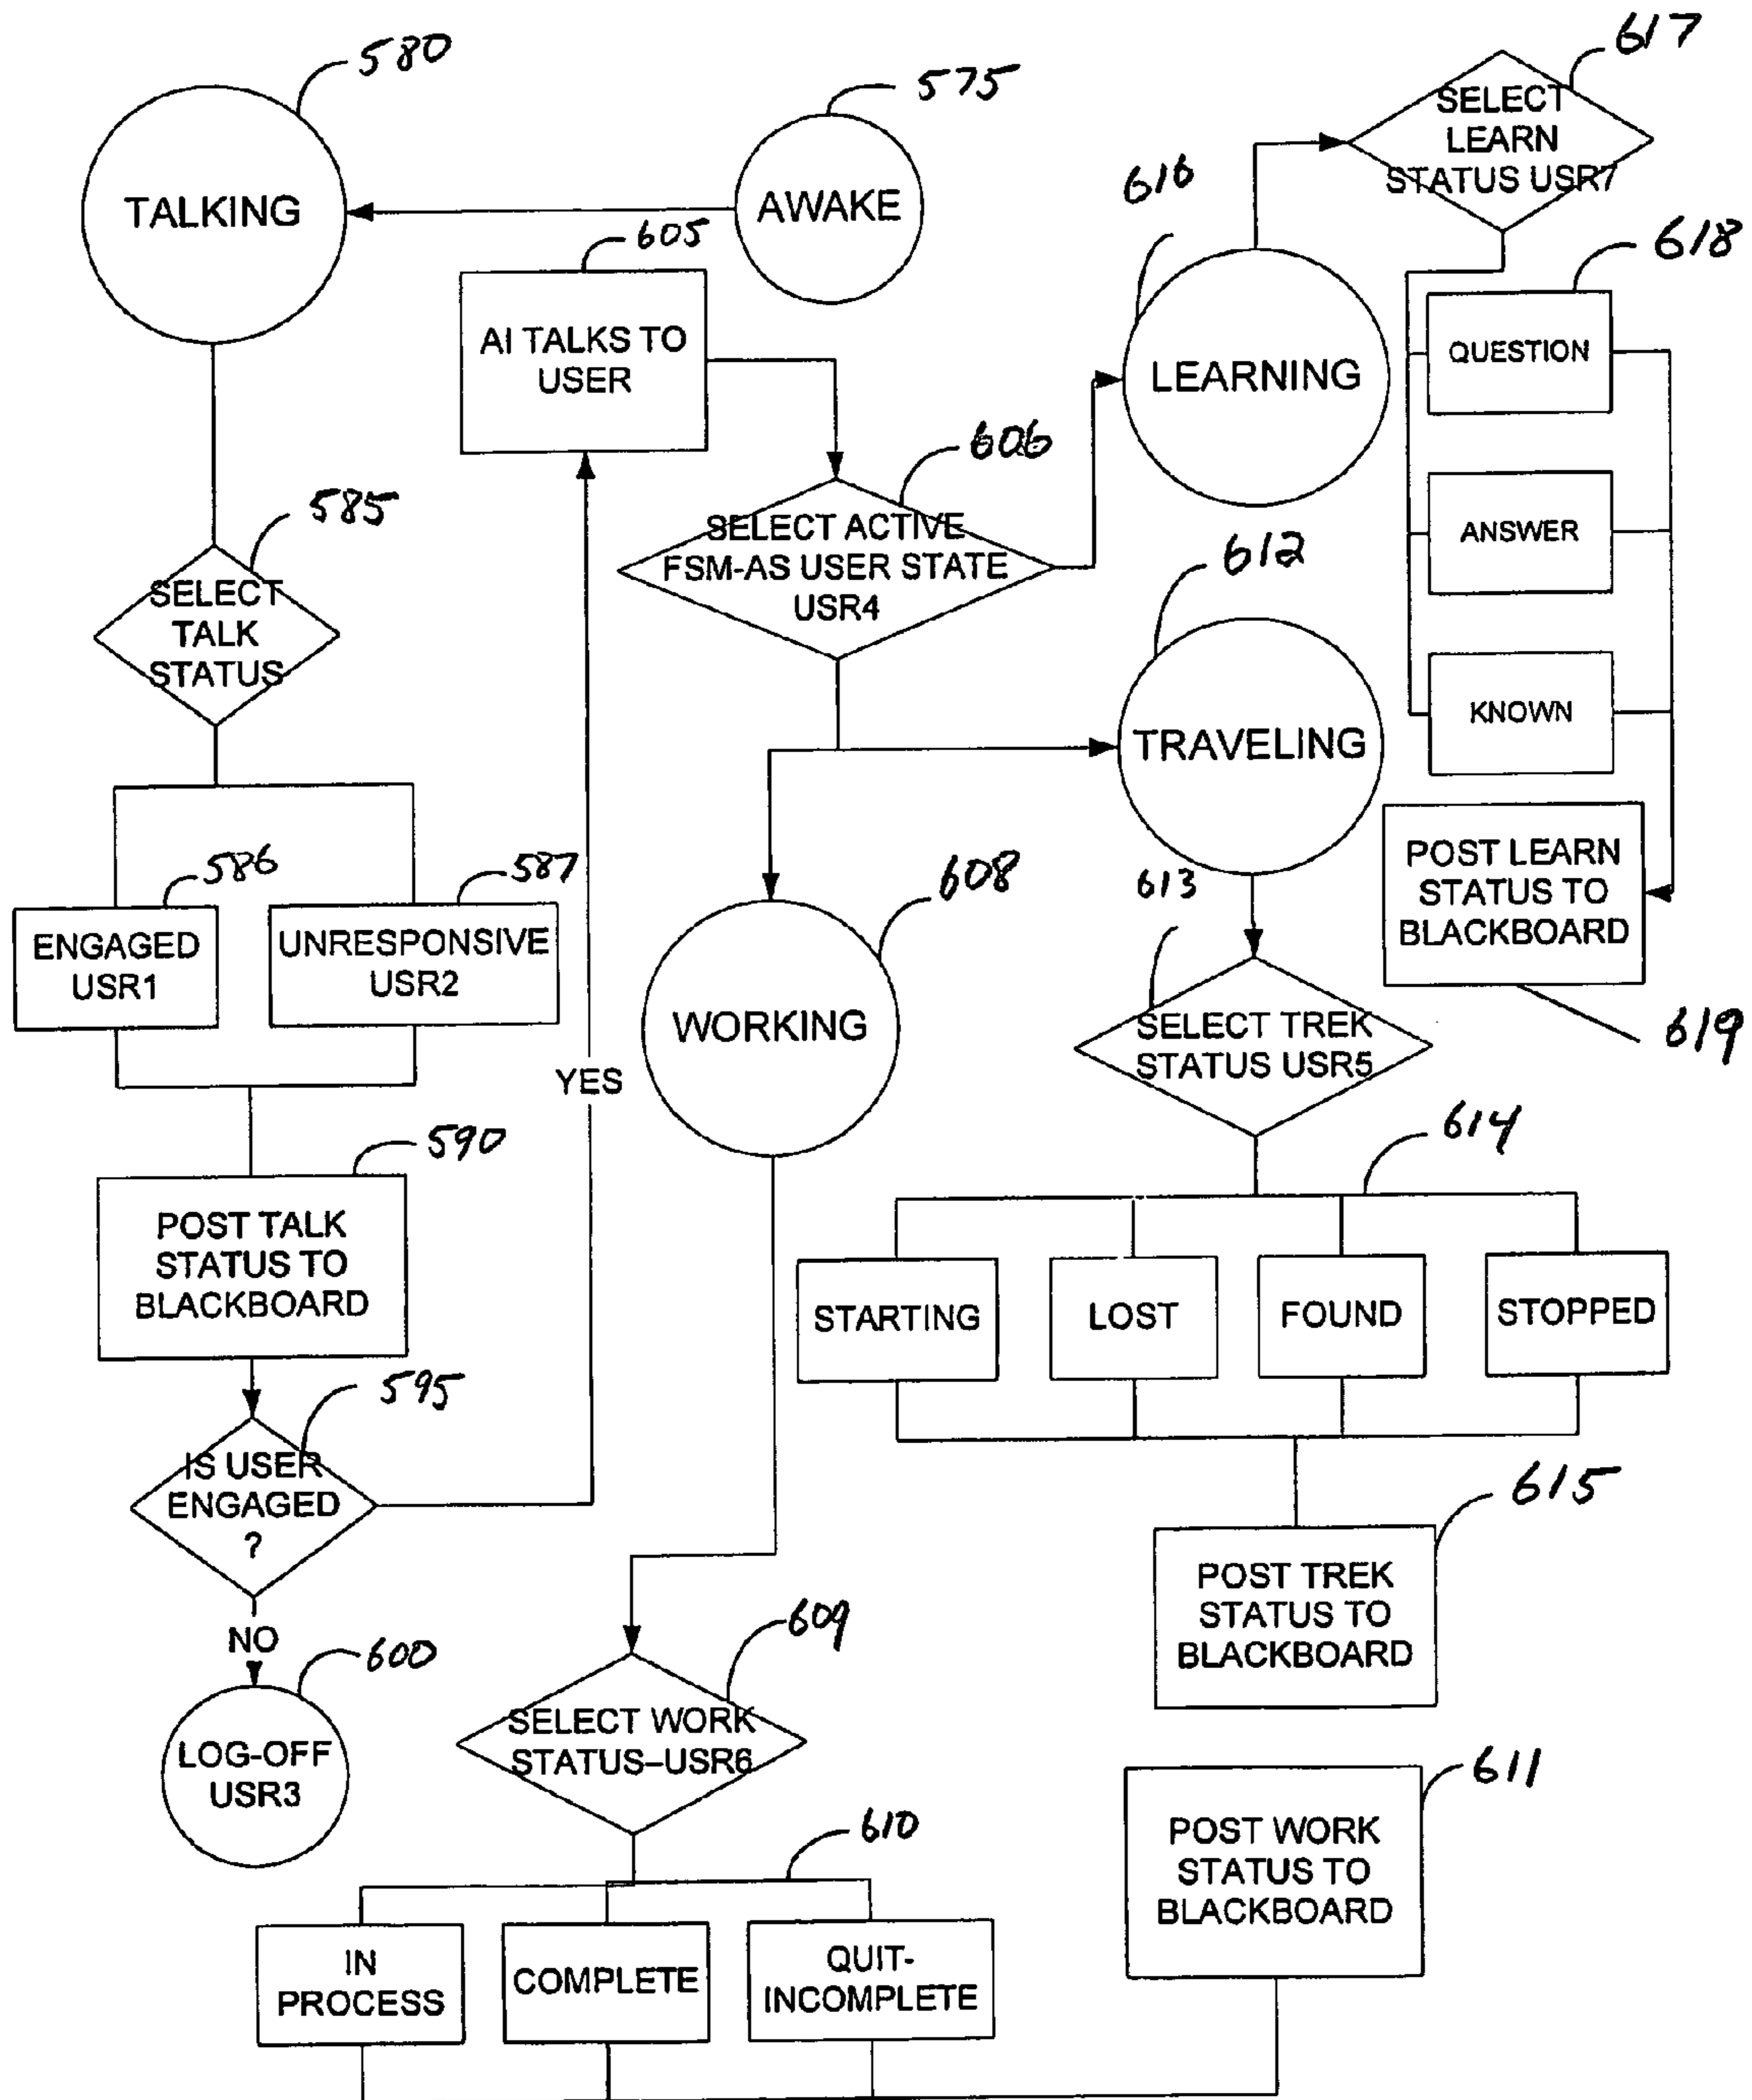 580
TALKING
575
AWAKE
605
AI TALKS TO
USER
606
SELECT ACTIVE
FSM-AS USER STATE
USR4
616
LEARNING
617
SELECT
LEARN
STATUS USR7
618
QUESTION
ANSWER
KNOWN
POST LEARN
STATUS TO
BLACKBOARD
619
585
SELECT
TALK
STATUS
586
ENGAGED
USR1
587
UNRESPONSIVE
USR2
590
POST TALK
STATUS TO
BLACKBOARD
595
IS USER
ENGAGED
?
YES
NO
600
LOG-OFF
USR3
612
TRAVELING
613
SELECT TREK
STATUS USR5
614
STARTING
LOST
FOUND
STOPPED
615
POST TREK
STATUS TO
BLACKBOARD
608
WORKING
609
SELECT WORK
STATUS–USR6
610
IN
PROCESS
COMPLETE
QUIT-
INCOMPLETE
611
POST WORK
STATUS TO
BLACKBOARD